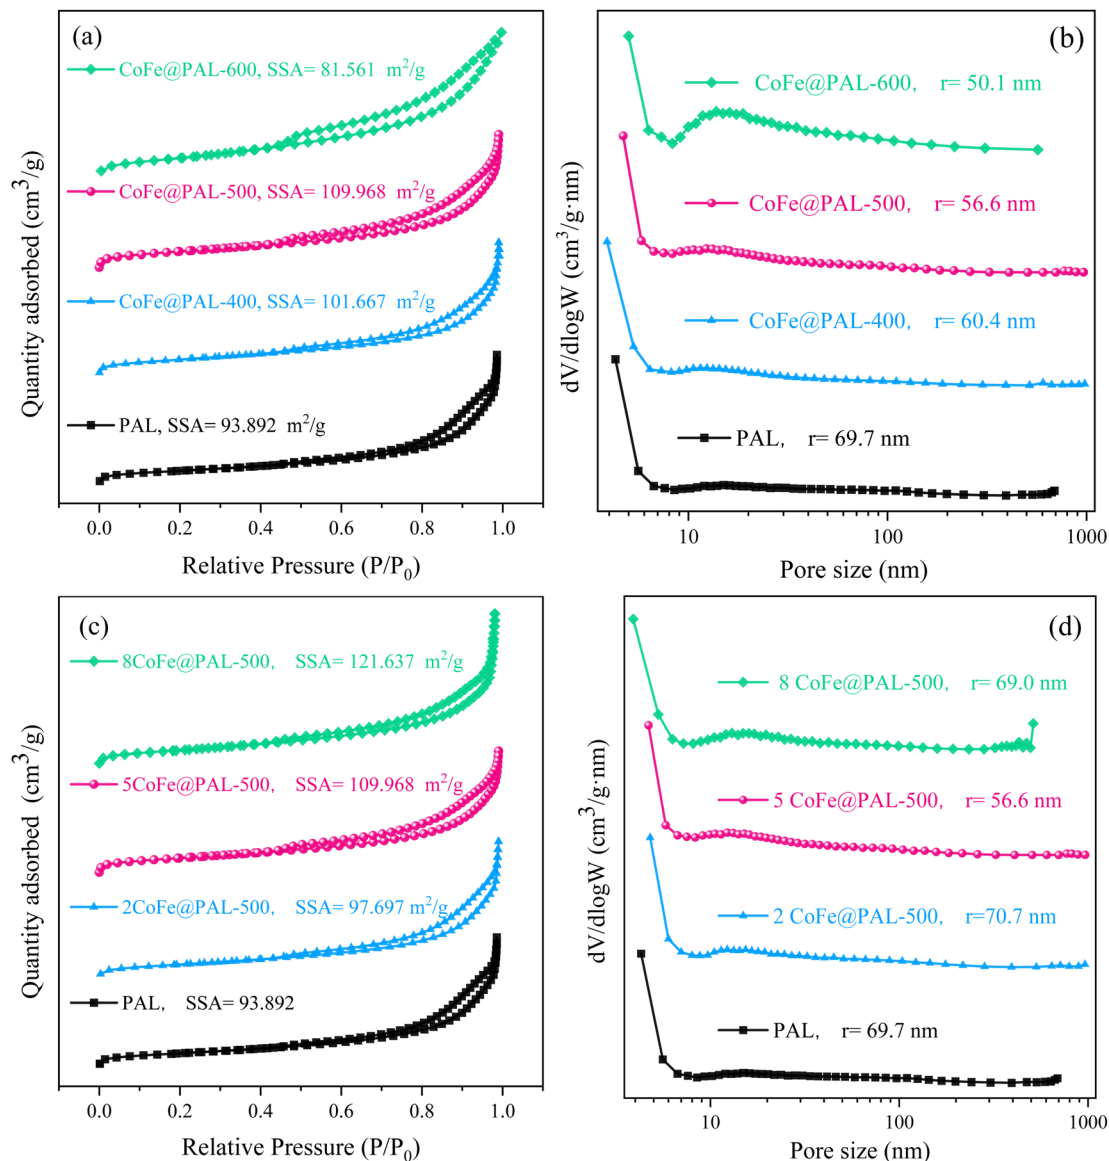 (a)
CoFe@PAL-600, SSA= 81.561 m²/g
CoFe@PAL-500, SSA= 109.968 m²/g
CoFe@PAL-400, SSA= 101.667 m²/g
PAL, SSA= 93.892 m²/g
Quantity adsorbed (cm³/g)
0.0 0.2 0.4 0.6 0.8 1.0
Relative Pressure (P/P₀)
(b)
CoFe@PAL-600, r= 50.1 nm
CoFe@PAL-500, r= 56.6 nm
CoFe@PAL-400, r= 60.4 nm
PAL, r= 69.7 nm
dV/dlogW (cm³/g·nm)
10 100 1000
Pore size (nm)
(c)
8CoFe@PAL-500, SSA= 121.637 m²/g
5CoFe@PAL-500, SSA= 109.968 m²/g
2CoFe@PAL-500, SSA= 97.697 m²/g
PAL, SSA= 93.892
Quantity adsorbed (cm³/g)
0.0 0.2 0.4 0.6 0.8 1.0
Relative Pressure (P/P₀)
(d)
8 CoFe@PAL-500, r= 69.0 nm
5 CoFe@PAL-500, r= 56.6 nm
2 CoFe@PAL-500, r=70.7 nm
PAL, r= 69.7 nm
dV/dlogW (cm³/g·nm)
10 100 1000
Pore size (nm)